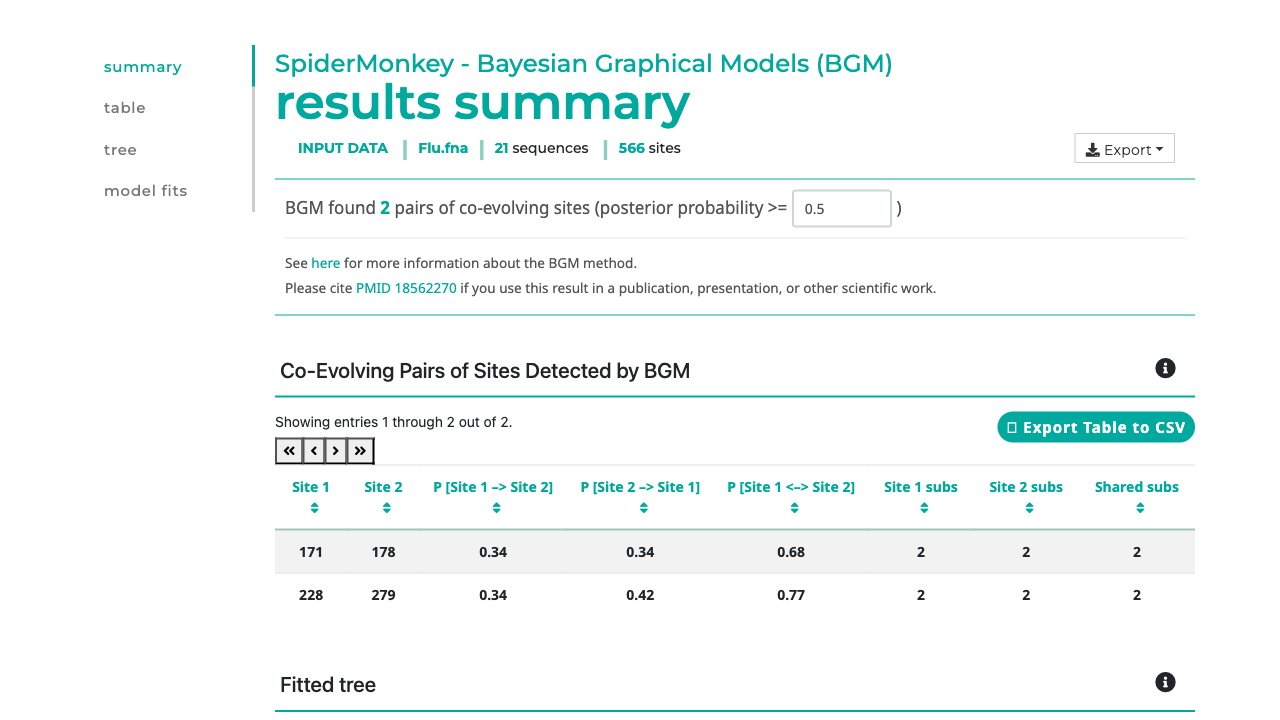 summary
table
tree
model fits
SpiderMonkey - Bayesian Graphical Models (BGM)
results summary
INPUT DATA | Flu.fna | 21 sequences | 566 sites
Export
BGM found 2 pairs of co-evolving sites (posterior probability >= 0.5 )
See here for more information about the BGM method.
Please cite PMID 18562270 if you use this result in a publication, presentation, or other scientific work.
Co-Evolving Pairs of Sites Detected by BGM
Showing entries 1 through 2 out of 2.
Export Table to CSV
Site 1 Site 2 P [Site 1 –> Site 2] P [Site 2 –> Site 1] P [Site 1 <–> Site 2] Site 1 subs Site 2 subs Shared subs
171 178 0.34 0.34 0.68 2 2 2
228 279 0.34 0.42 0.77 2 2 2
Fitted tree